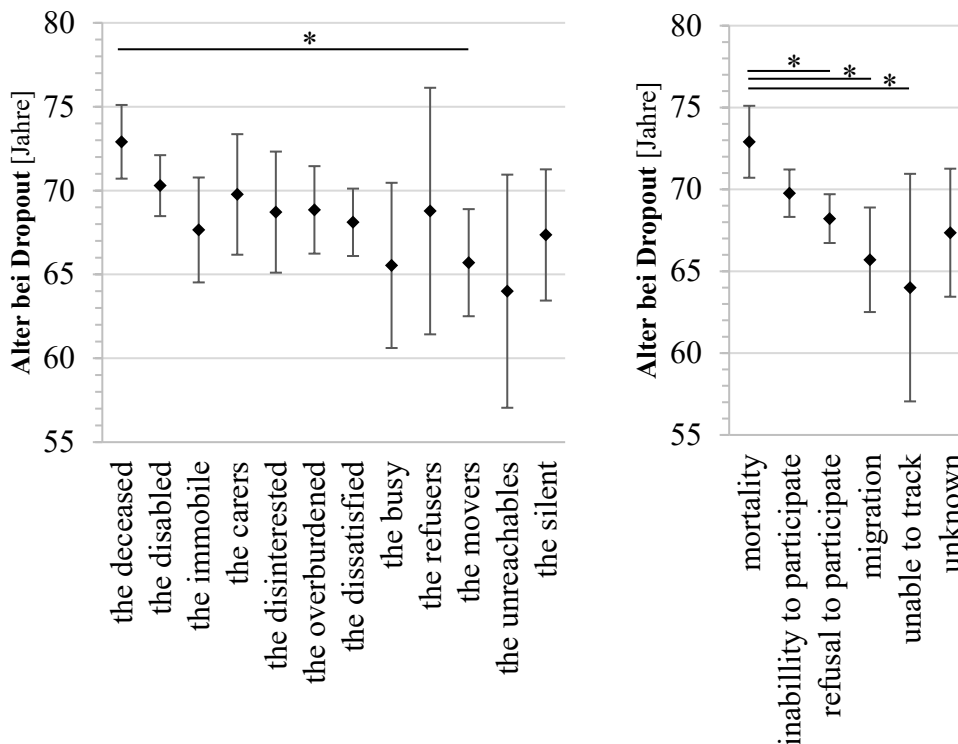 Alter bei Dropout [Jahre]
80
75
70
65
60
55
*
the deceased
the disabled
the immobile
the carers
the disinterested
the overburdened
the dissatisfied
the busy
the refusers
the movers
the unreachables
the silent
Alter bei Dropout [Jahre]
80
75
70
65
60
55
*
*
*
mortality
inabillity to participate
refusal to participate
migration
unable to track
unknown